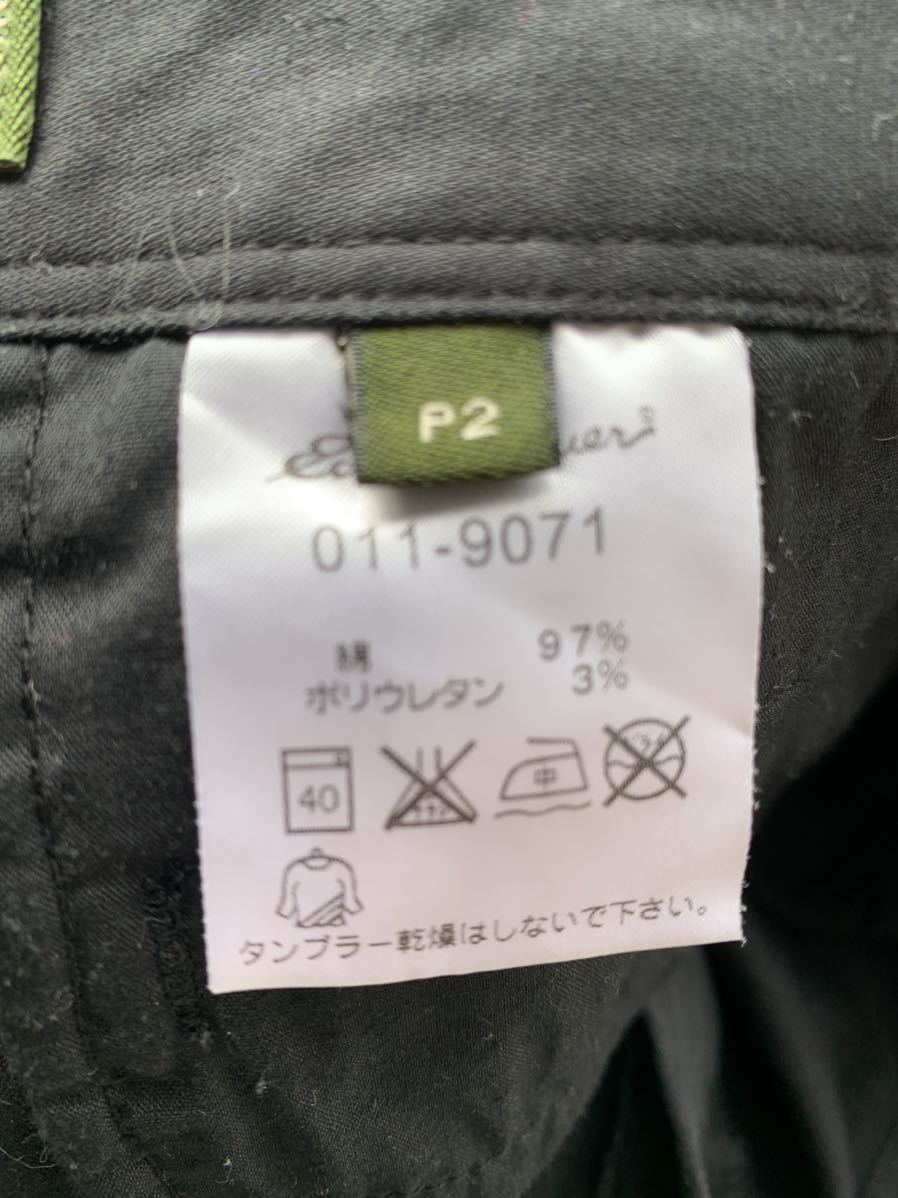 P2
011-9071
綿 97%
ポリウレタン 3%
40
中
タンブラー乾燥はしないで下さい。